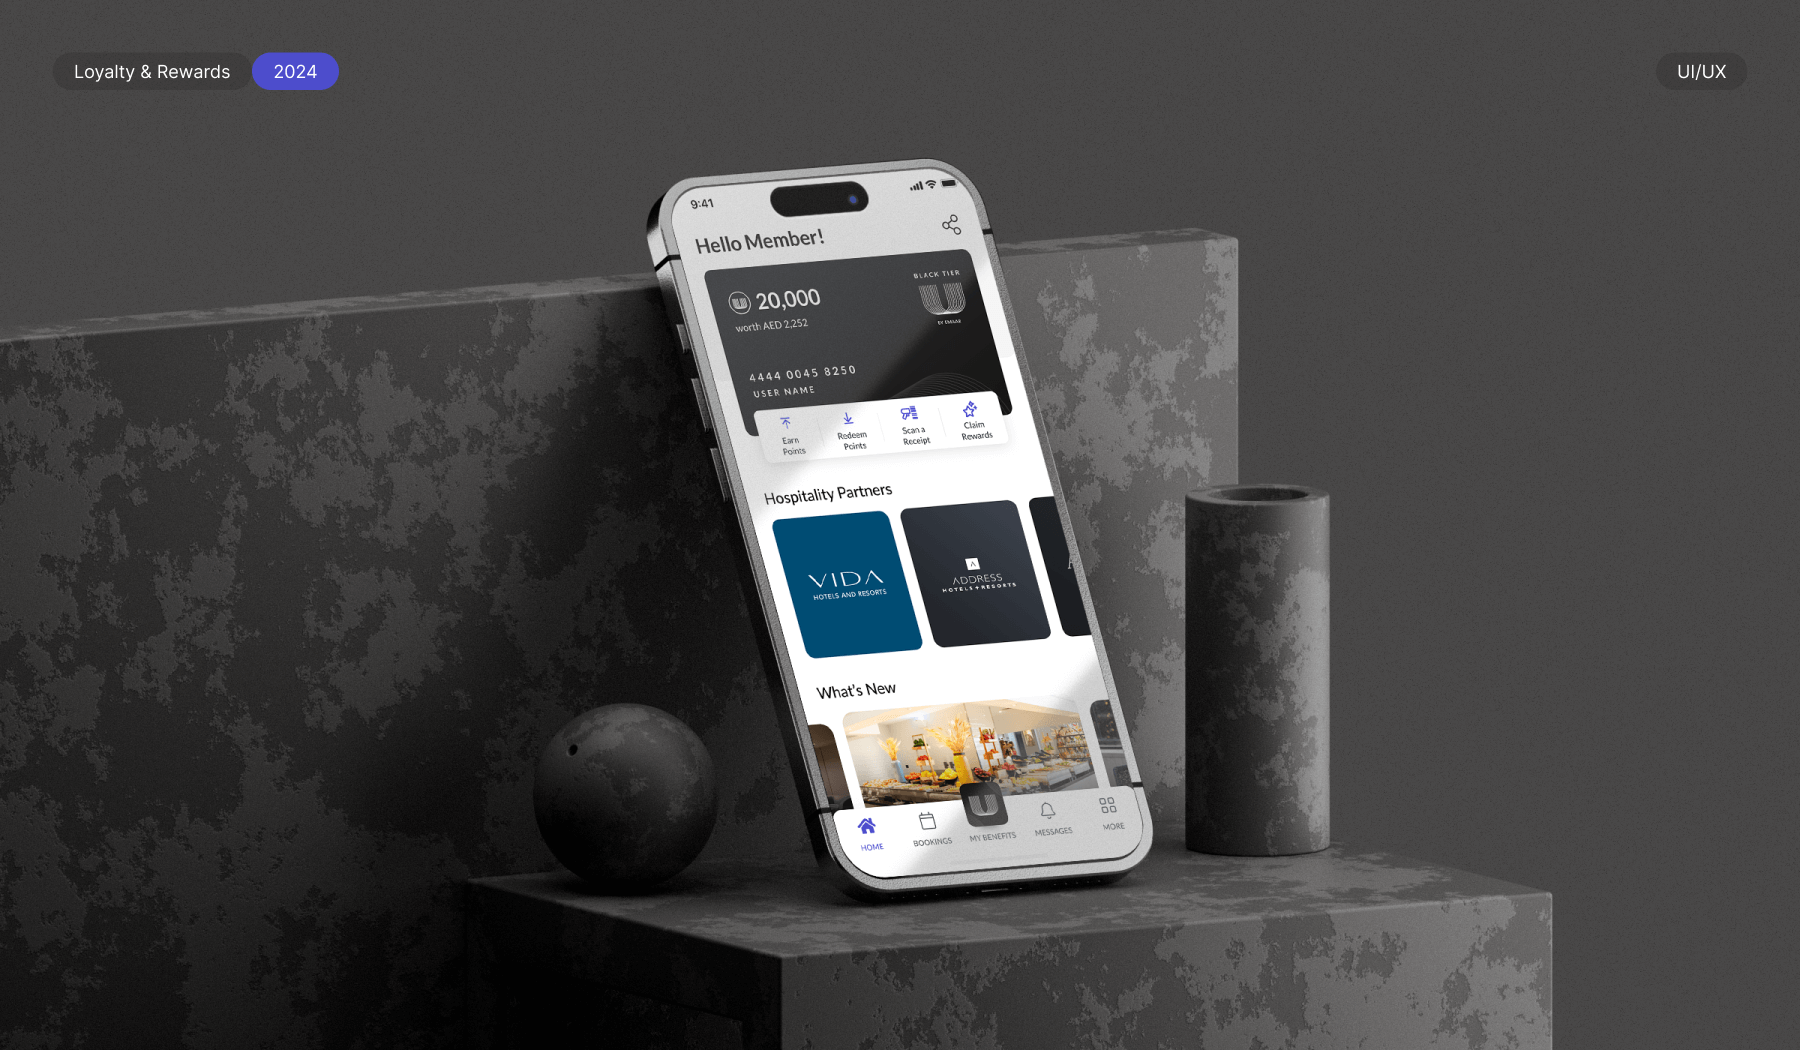 Loyalty & Rewards
2024
UI/UX
9:41
Hello Member!
20,000
worth AED 2,252
BLACK TIER
U
BY EMAAR
4444 0045 8250
USER NAME
Earn
Points
Redeem
Points
Scan a
Receipt
Claim
Rewards
Hospitality Partners
VIDA
HOTELS AND RESORTS
A
ADDRESS
HOTELS+RESORTS
What's New
HOME
BOOKINGS
U
MY BENEFITS
MESSAGES
MORE